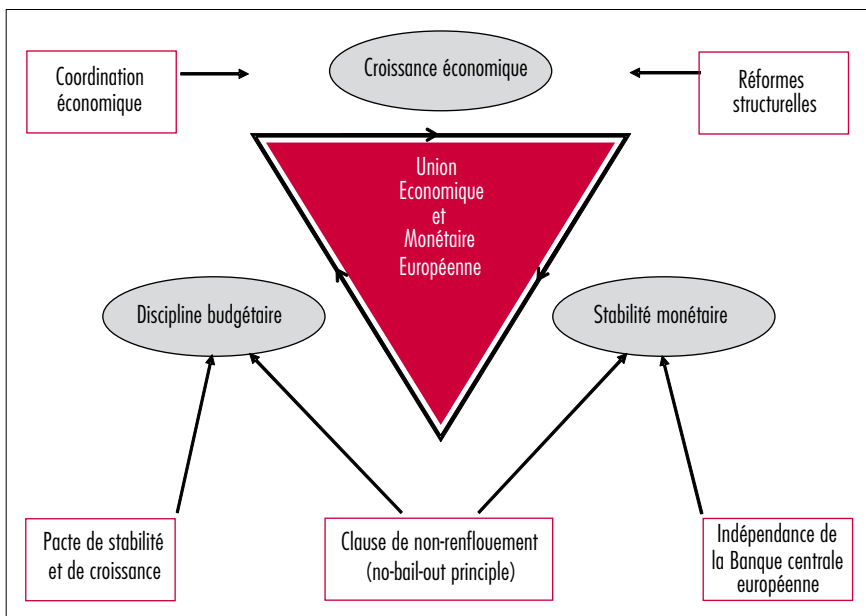 Coordination
économique
Croissance économique
Réformes
structurelles
Union
Economique
et
Monétaire
Européenne
Discipline budgétaire
Stabilité monétaire
Pacte de stabilité
et de croissance
Clause de non-renflouement
(no-bail-out principle)
Indépendance de
la Banque centrale
européenne